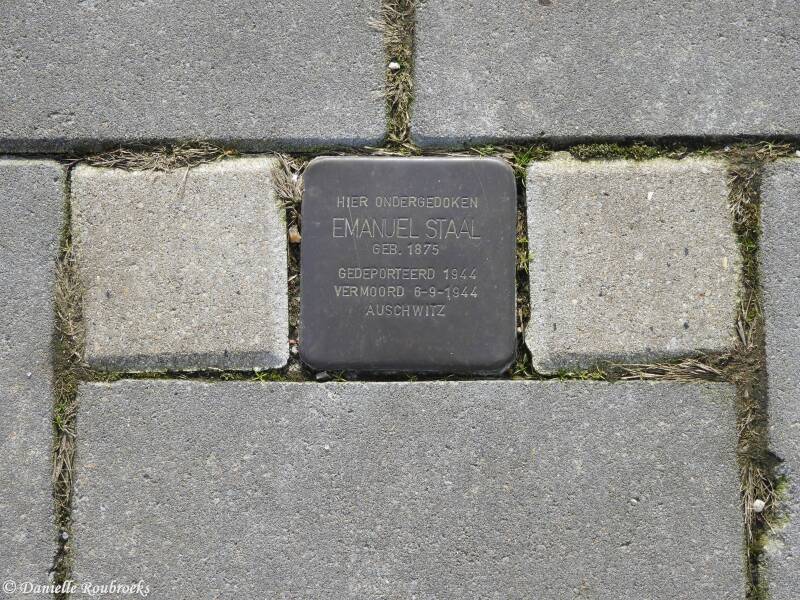 HIER ONDERGEDOKEN
EMANUEL STAAL
GEB. 1875
GEDEPORTEERD 1944
VERMOORD 6-9-1944
AUSCHWITZ
© Danielle Roubroeks